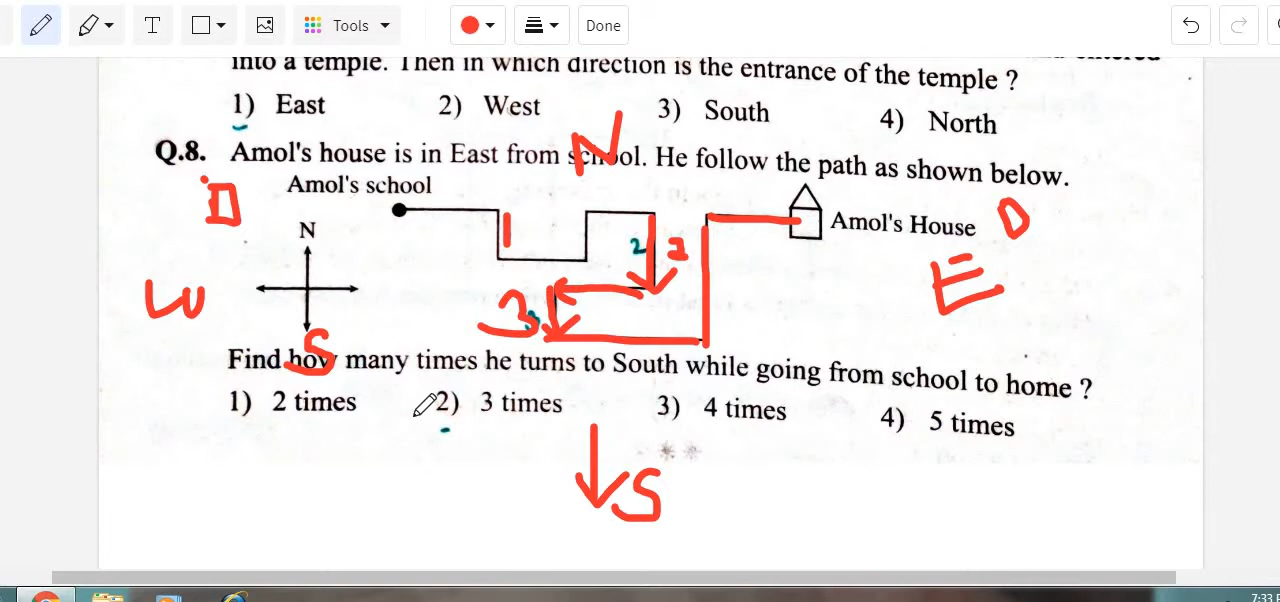 T Tools Done
into a temple. Then in which direction is the entrance of the temple ?
1) East 2) West 3) South 4) North
N
Q.8. Amol's house is in East from school. He follow the path as shown below.
Amol's school
N
1
2
Amol's House
E
3
S
Find how many times he turns to South while going from school to home ?
1) 2 times 2) 3 times 3) 4 times 4) 5 times
**
S
7:33